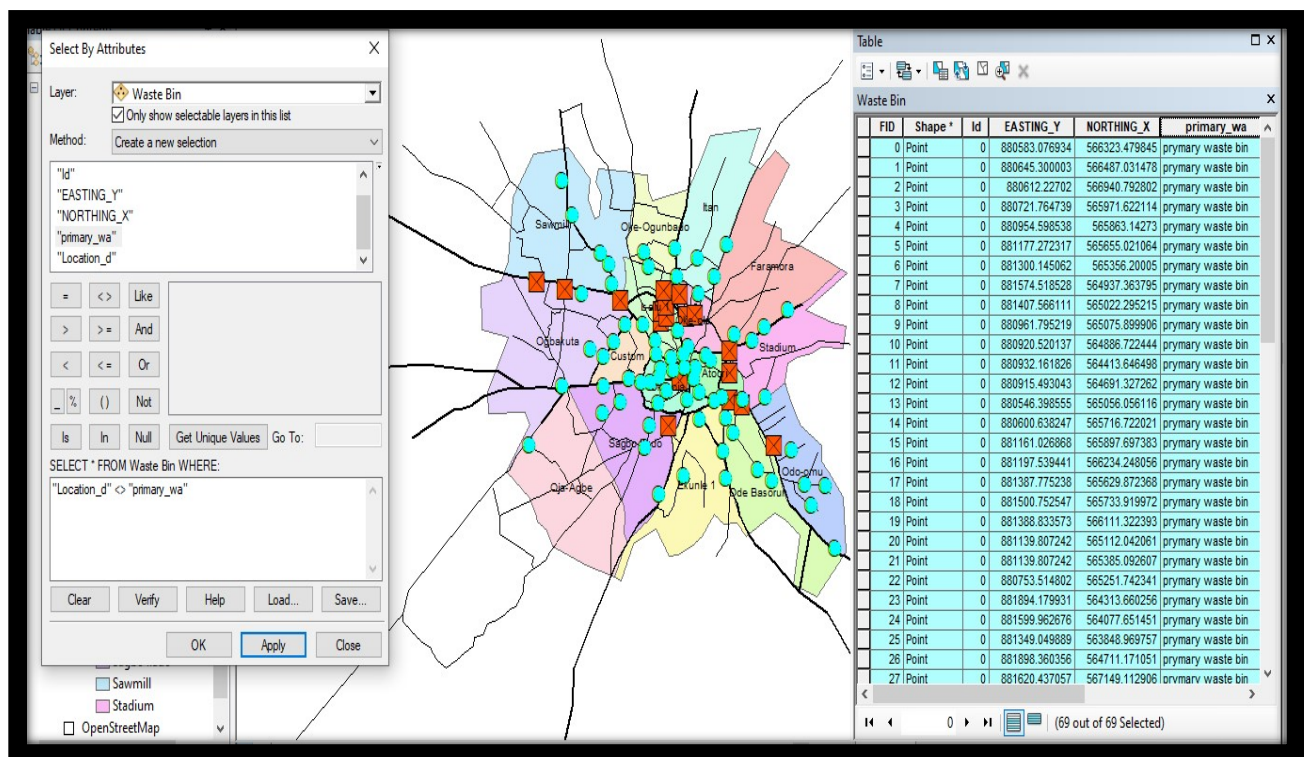 Select By Attributes
Layer: Waste Bin
Only show selectable layers in this list
Method: Create a new selection
"Id"
"EASTING_Y"
"NORTHING_X"
"primary_wa"
"Location_d"
= <> Like
> > = And
< < = Or
_ % ( ) Not
Is In Null Get Unique Values Go To:
SELECT * FROM Waste Bin WHERE:
"Location_d" <> "primary_wa"
Clear Verify Help Load... Save...
OK Apply Close
Sawmill
Stadium
OpenStreetMap
Itan
Sawmill
Oke-Ogunbado
Faramora
Ogbakuta
Custom
Stadium
Oja-Agbe
Ekunle 1
Ode Basorun
Odo-omu
Table
Waste Bin
FID Shape * Id EASTING_Y NORTHING_X primary_wa
0 Point 0 880583.076934 566323.479845 prymary waste bin
1 Point 0 880645.300003 566487.031478 prymary waste bin
2 Point 0 880612.22702 566940.792802 prymary waste bin
3 Point 0 880721.764739 565971.622114 prymary waste bin
4 Point 0 880954.598538 565863.14273 prymary waste bin
5 Point 0 881177.272317 565655.021064 prymary waste bin
6 Point 0 881300.145062 565356.20005 prymary waste bin
7 Point 0 881574.518528 564937.363795 prymary waste bin
8 Point 0 881407.566111 565022.295215 prymary waste bin
9 Point 0 880961.795219 565075.899906 prymary waste bin
10 Point 0 880920.520137 564886.722444 prymary waste bin
11 Point 0 880932.161826 564413.646498 prymary waste bin
12 Point 0 880915.493043 564691.327262 prymary waste bin
13 Point 0 880546.398555 565056.056116 prymary waste bin
14 Point 0 880600.638247 565716.722021 prymary waste bin
15 Point 0 881161.026868 565897.697383 prymary waste bin
16 Point 0 881197.539441 566234.248056 prymary waste bin
17 Point 0 881387.775238 565629.872368 prymary waste bin
18 Point 0 881500.752547 565733.919972 prymary waste bin
19 Point 0 881388.833573 566111.322393 prymary waste bin
20 Point 0 881139.807242 565112.042061 prymary waste bin
21 Point 0 881139.807242 565385.092607 prymary waste bin
22 Point 0 880753.514802 565251.742341 prymary waste bin
23 Point 0 881894.179931 564313.660256 prymary waste bin
24 Point 0 881599.962676 564077.651451 prymary waste bin
25 Point 0 881349.049889 563848.969757 prymary waste bin
26 Point 0 881898.360356 564711.171051 prymary waste bin
27 Point 0 881620.437057 567149.112906 prymary waste bin
0 (69 out of 69 Selected)